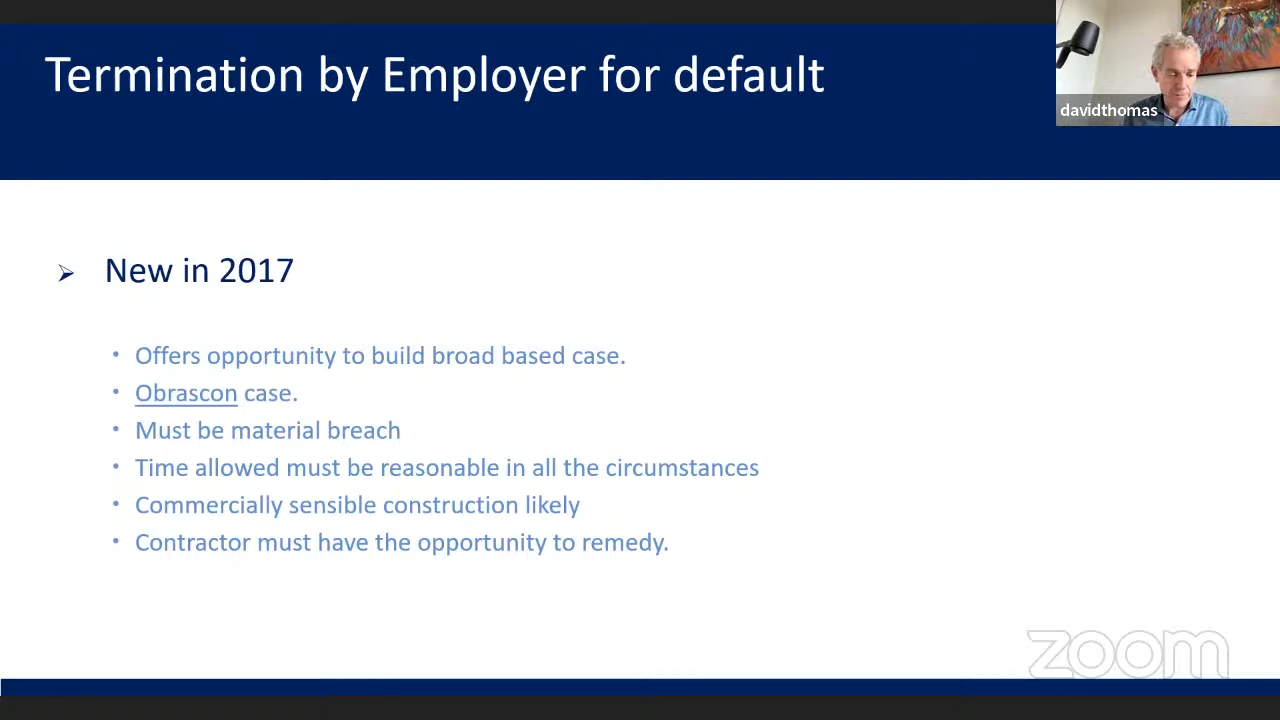 Termination by Employer for default
davidthomas
New in 2017
Offers opportunity to build broad based case.
Obrascon case.
Must be material breach
Time allowed must be reasonable in all the circumstances
Commercially sensible construction likely
Contractor must have the opportunity to remedy.
zoom